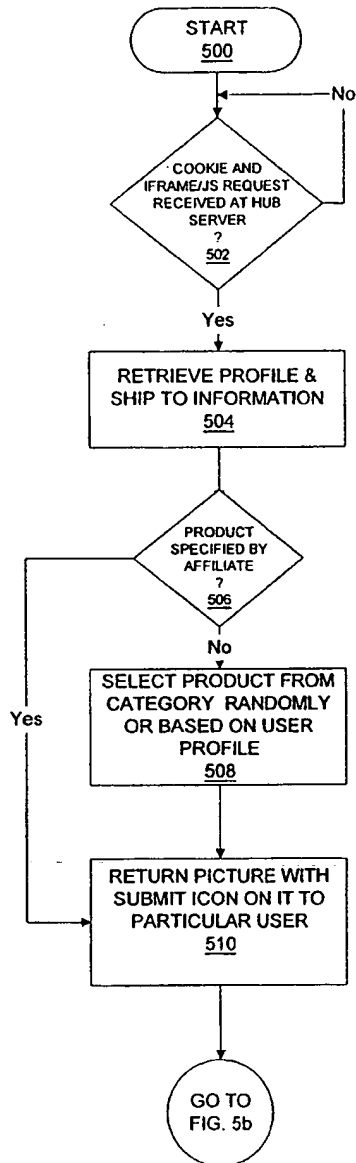 START
500
No
COOKIE AND
IFRAME/JS REQUEST
RECEIVED AT HUB
SERVER
?
502
Yes
RETRIEVE PROFILE &
SHIP TO INFORMATION
504
PRODUCT
SPECIFIED BY
AFFILIATE
?
506
No
Yes
SELECT PRODUCT FROM
CATEGORY RANDOMLY
OR BASED ON USER
PROFILE
508
RETURN PICTURE WITH
SUBMIT ICON ON IT TO
PARTICULAR USER
510
GO TO
FIG. 5b